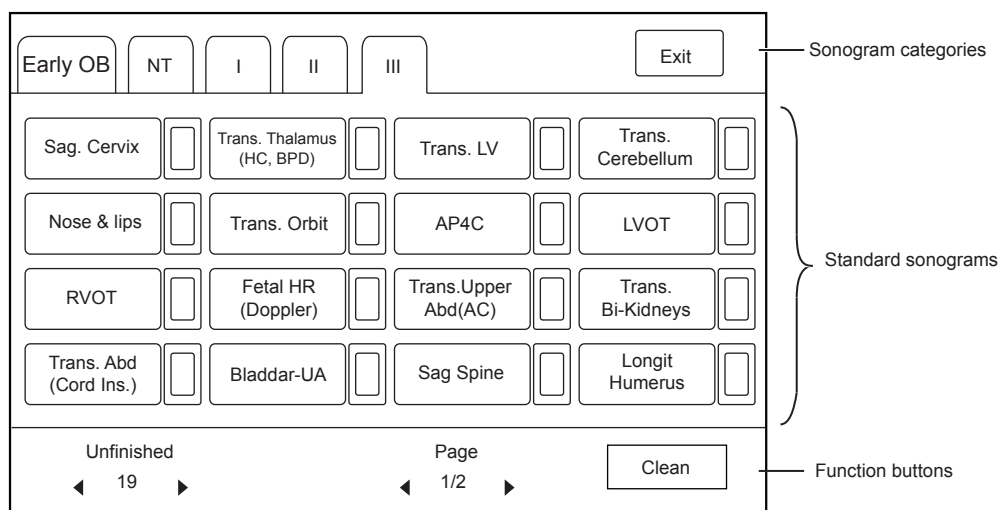 Early OB
NT
I
II
III
Exit
Sonogram categories
Sag. Cervix
Trans. Thalamus
(HC, BPD)
Trans. LV
Trans.
Cerebellum
Nose & lips
Trans. Orbit
AP4C
LVOT
Standard sonograms
RVOT
Fetal HR
(Doppler)
Trans.Upper
Abd(AC)
Trans.
Bi-Kidneys
Trans. Abd
(Cord Ins.)
Bladdar-UA
Sag Spine
Longit
Humerus
Unfinished
19
Page
1/2
Clean
Function buttons